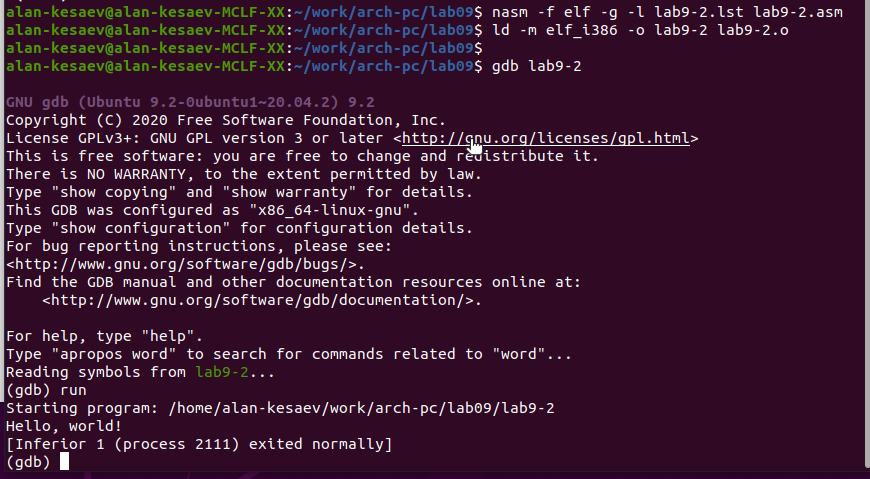 alan-kesaev@alan-kesaev-MCLF-XX:~/work/arch-pc/lab09$ nasm -f elf -g -l lab9-2.lst lab9-2.asm
alan-kesaev@alan-kesaev-MCLF-XX:~/work/arch-pc/lab09$ ld -m elf_i386 -o lab9-2 lab9-2.o
alan-kesaev@alan-kesaev-MCLF-XX:~/work/arch-pc/lab09$
alan-kesaev@alan-kesaev-MCLF-XX:~/work/arch-pc/lab09$ gdb lab9-2
GNU gdb (Ubuntu 9.2-0ubuntu1~20.04.2) 9.2
Copyright (C) 2020 Free Software Foundation, Inc.
License GPLv3+: GNU GPL version 3 or later <http://gnu.org/licenses/gpl.html>
This is free software: you are free to change and redistribute it.
There is NO WARRANTY, to the extent permitted by law.
Type "show copying" and "show warranty" for details.
This GDB was configured as "x86_64-linux-gnu".
Type "show configuration" for configuration details.
For bug reporting instructions, please see:
<http://www.gnu.org/software/gdb/bugs/>.
Find the GDB manual and other documentation resources online at:
    <http://www.gnu.org/software/gdb/documentation/>.
For help, type "help".
Type "apropos word" to search for commands related to "word"...
Reading symbols from lab9-2...
(gdb) run
Starting program: /home/alan-kesaev/work/arch-pc/lab09/lab9-2
Hello, world!
[Inferior 1 (process 2111) exited normally]
(gdb)